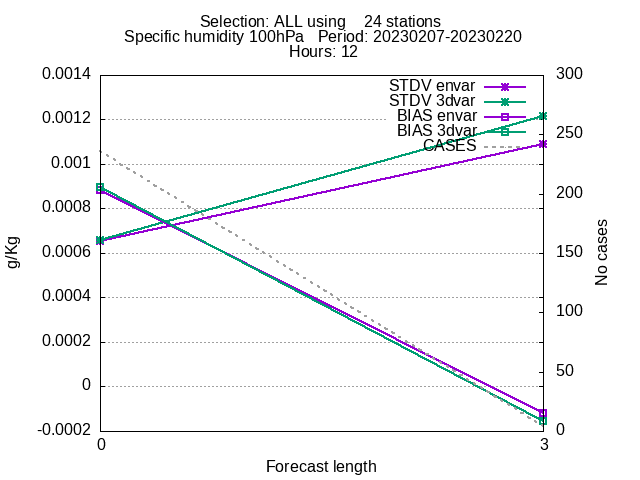 Selection: ALL using    24 stations
Specific humidity 100hPa   Period: 20230207-20230220
Hours: 12
0.0014
0.0012
0.001
0.0008
0.0006
0.0004
0.0002
0
-0.0002
g/Kg
STDV envar
STDV 3dvar
BIAS envar
BIAS 3dvar
CASES
300
250
200
150
100
50
0
No cases
0
3
Forecast length